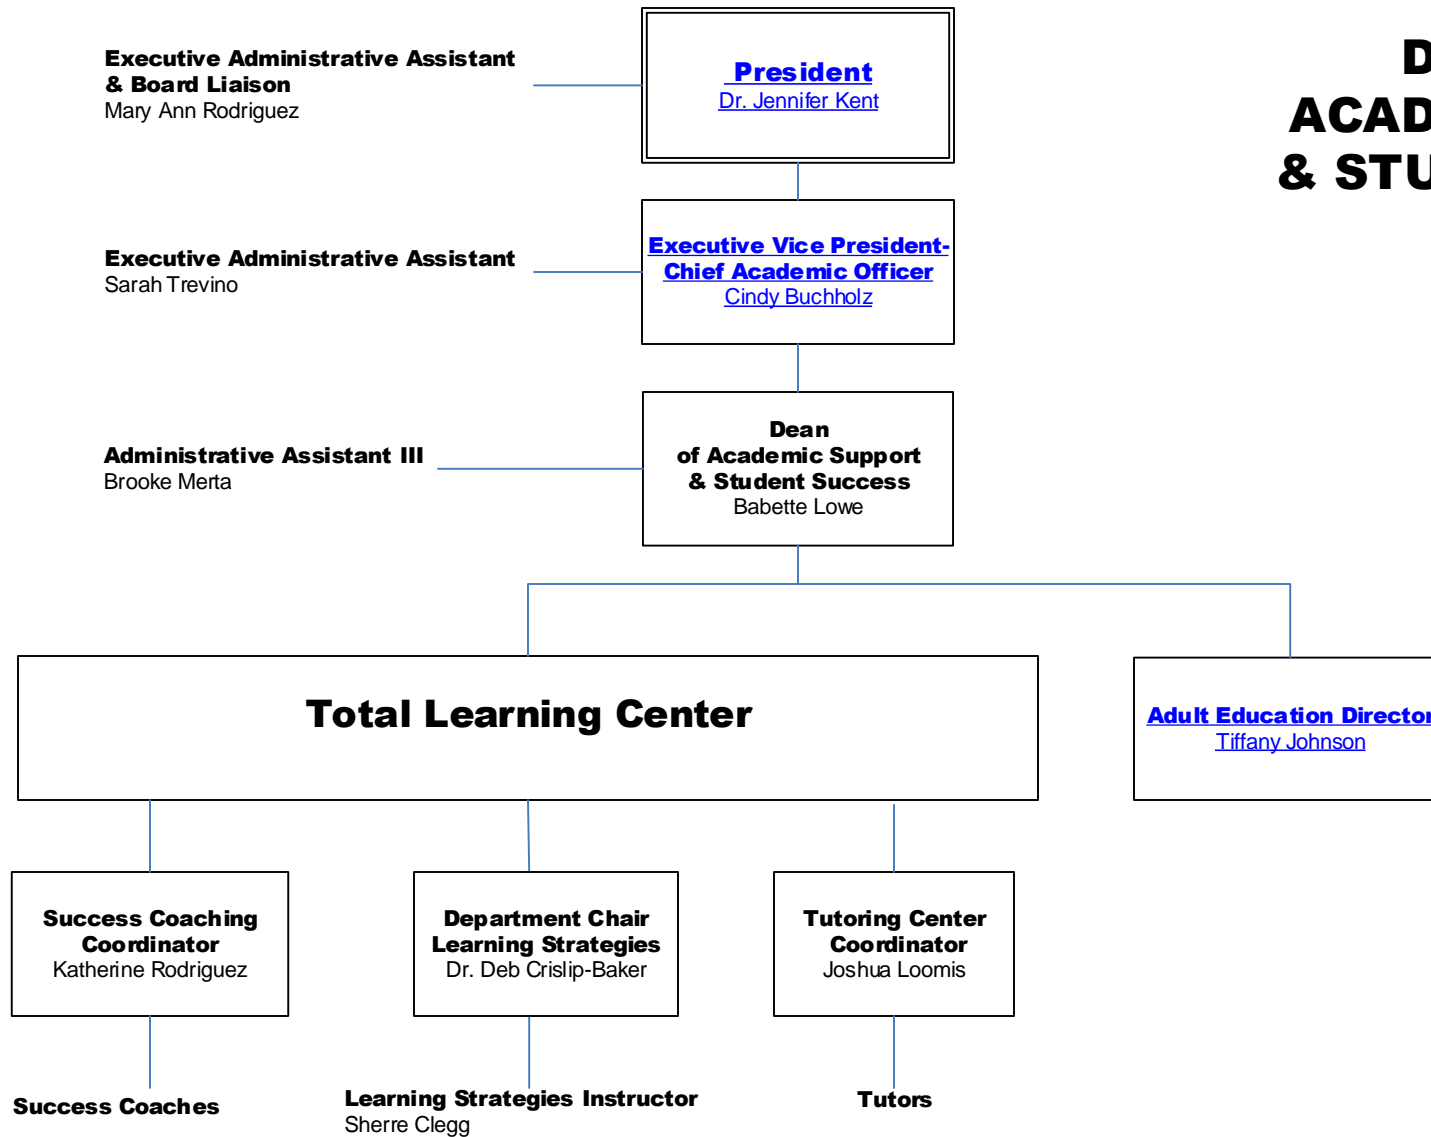 Executive Administrative Assistant
& Board Liaison
Mary Ann Rodriguez
President
Dr. Jennifer Kent
D
ACAD
& STU
Executive Administrative Assistant
Sarah Trevino
Executive Vice President-
Chief Academic Officer
Cindy Buchholz
Administrative Assistant III
Brooke Merta
Dean
of Academic Support
& Student Success
Babette Lowe
Total Learning Center
Adult Education Director
Tiffany Johnson
Success Coaching
Coordinator
Katherine Rodriguez
Department Chair
Learning Strategies
Dr. Deb Crislip-Baker
Tutoring Center
Coordinator
Joshua Loomis
Success Coaches
Learning Strategies Instructor
Sherre Clegg
Tutors